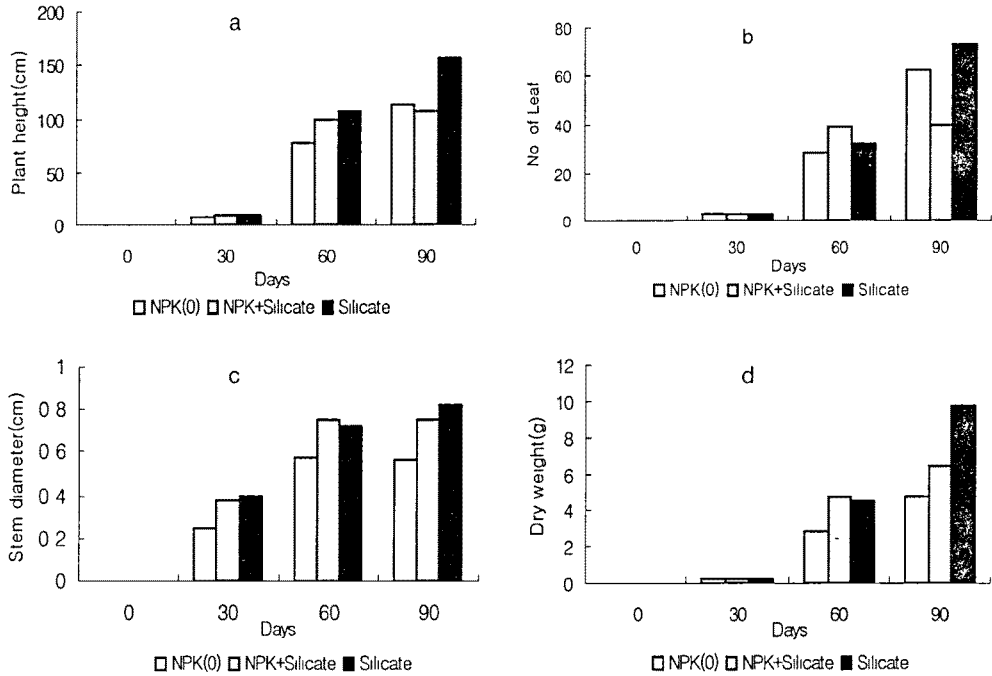 a
Plant height(cm)
200
150
100
50
0
0 30 60 90
Days
NPK(0) NPK+Silicate Silicate
b
No of Leaf
80
60
40
20
0
0 30 60 90
Days
NPK(0) NPK+Silicate Silicate
c
Stem diameter(cm)
1
0 8
0 6
0 4
0 2
0
0 30 60 90
Days
NPK(0) NPK+Silicate Silicate
d
Dry weight(g)
12
10
8
6
4
2
0
0 30 60 90
Days
NPK(0) NPK+Silicate Silicate